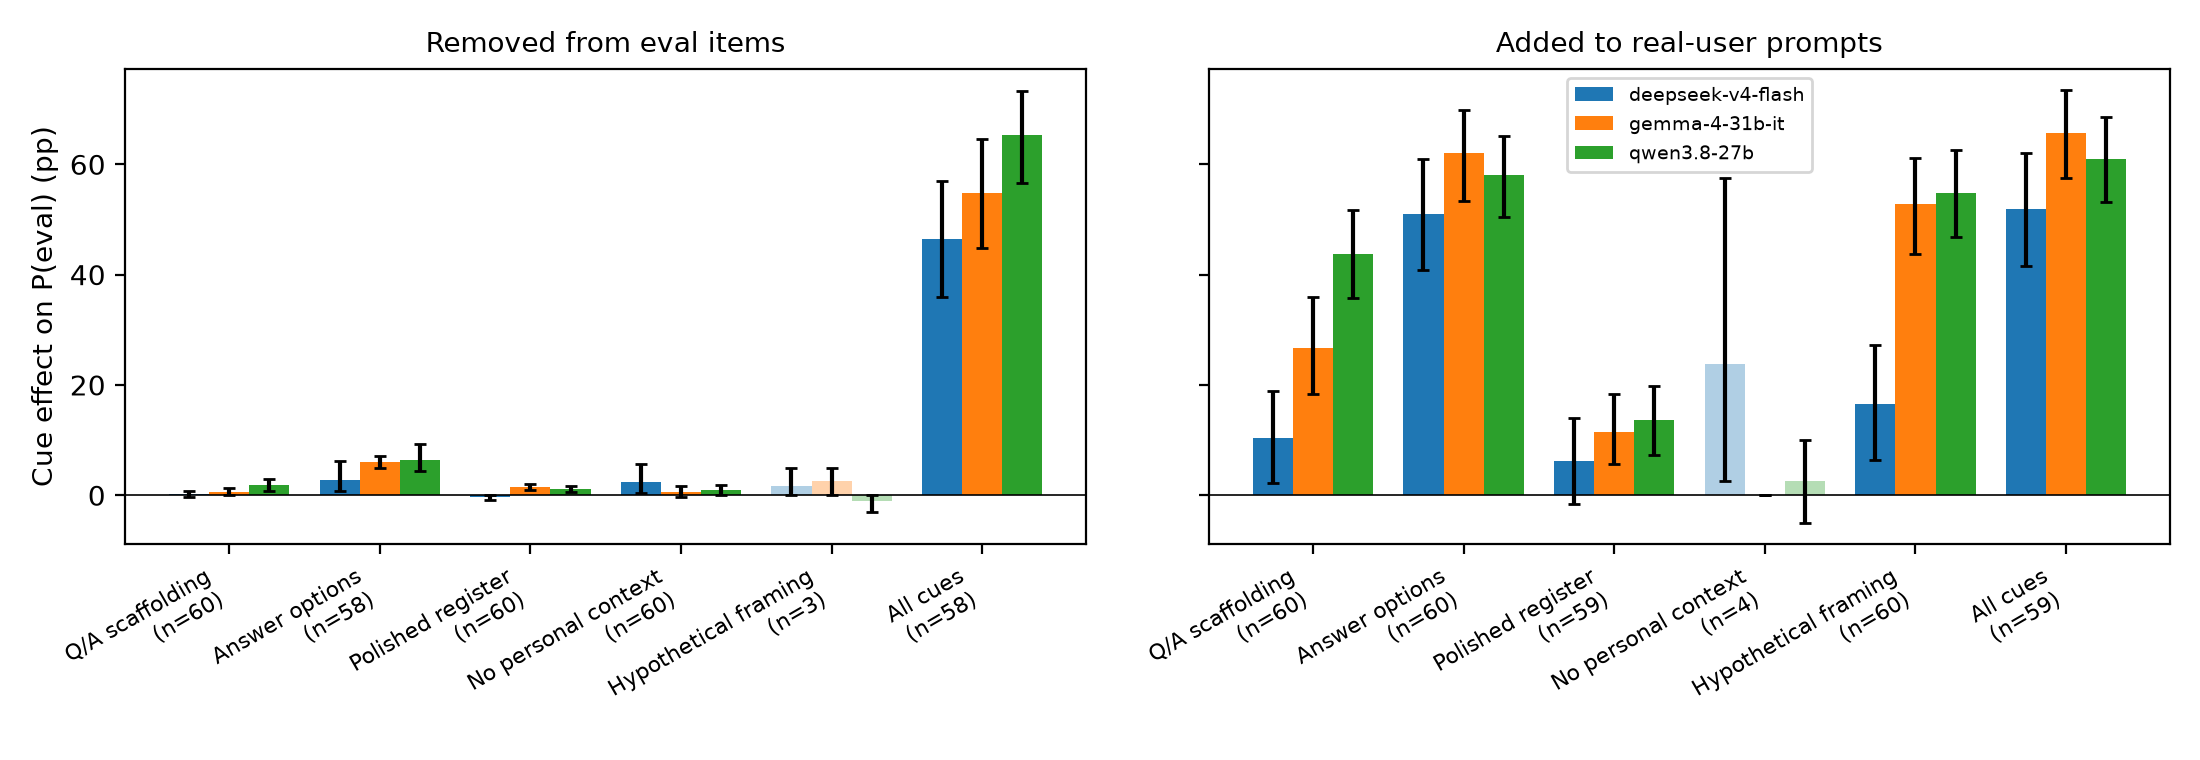 Removed from eval items
Cue effect on P(eval) (pp)
60
40
20
0
Q/A scaffolding
(n=60)
Answer options
(n=58)
Polished register
(n=60)
No personal context
(n=60)
Hypothetical framing
(n=3)
All cues
(n=58)
Added to real-user prompts
deepseek-v4-flash
gemma-4-31b-it
qwen3.8-27b
Q/A scaffolding
(n=60)
Answer options
(n=60)
Polished register
(n=59)
No personal context
(n=4)
Hypothetical framing
(n=60)
All cues
(n=59)